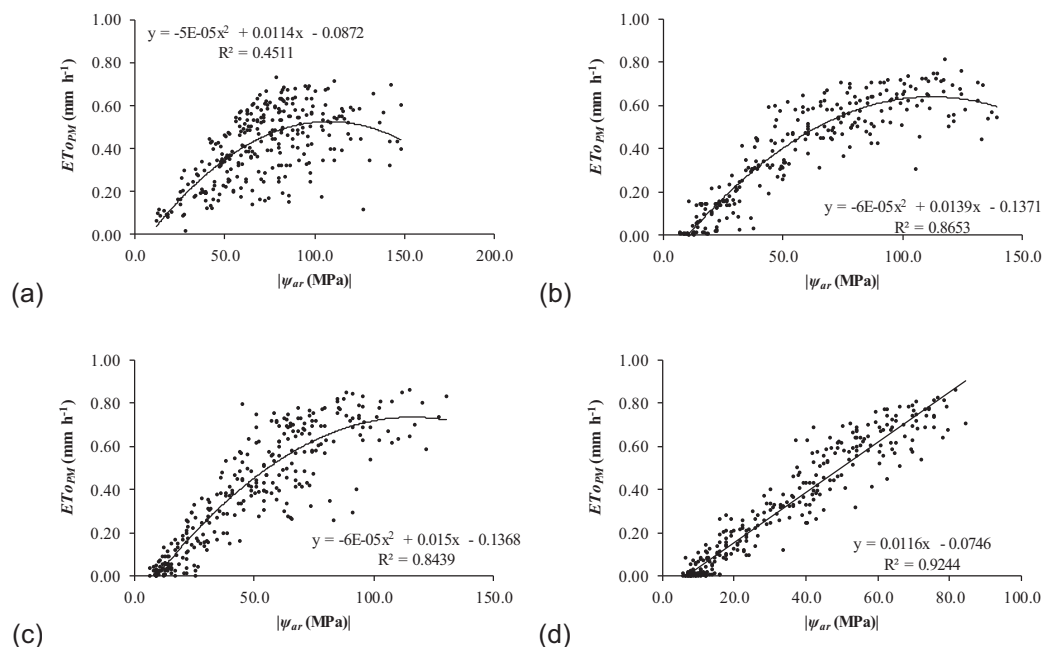 1.00
y = -5E-05x² + 0.0114x - 0.0872
R² = 0.4511
0.80
0.60
0.40
0.20
0.00
ETo_PM (mm h⁻¹)
0.0 50.0 100.0 150.0 200.0
|ψ_ar (MPa)|
(a)
1.00
0.80
0.60
0.40
0.20
0.00
ETo_PM (mm h⁻¹)
y = -6E-05x² + 0.0139x - 0.1371
R² = 0.8653
0.0 50.0 100.0 150.0
|ψ_ar (MPa)|
(b)
1.00
0.80
0.60
0.40
0.20
0.00
ETo_PM (mm h⁻¹)
y = -6E-05x² + 0.015x - 0.1368
R² = 0.8439
0.0 50.0 100.0 150.0
|ψ_ar (MPa)|
(c)
1.00
0.80
0.60
0.40
0.20
0.00
ETo_PM (mm h⁻¹)
y = 0.0116x - 0.0746
R² = 0.9244
0.0 20.0 40.0 60.0 80.0 100.0
|ψ_ar (MPa)|
(d)